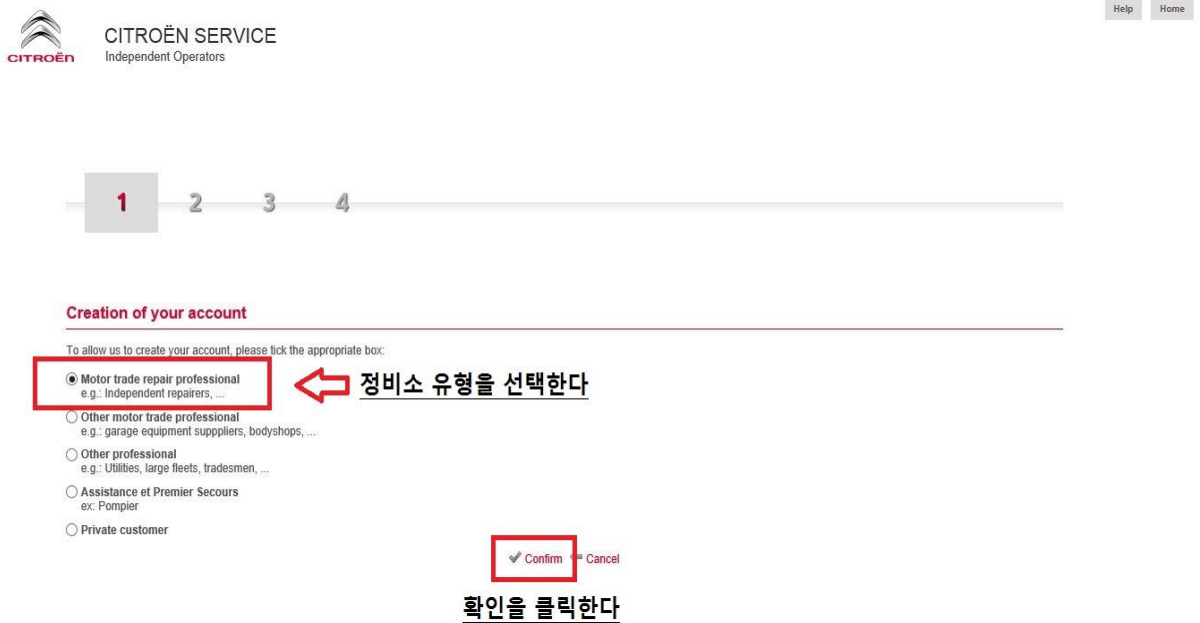 Help Home
CITROËN
CITROËN SERVICE
Independent Operators
1 2 3 4
Creation of your account
To allow us to create your account, please tick the appropriate box:
Motor trade repair professional
e.g.: Independent repairers, ...
정비소 유형을 선택한다
Other motor trade professional
e.g.: garage equipment supppliers, bodyshops, ...
Other professional
e.g.: Utilities, large fleets, tradesmen, ...
Assistance et Premier Secours
ex: Pompier
Private customer
Confirm Cancel
확인을 클릭한다